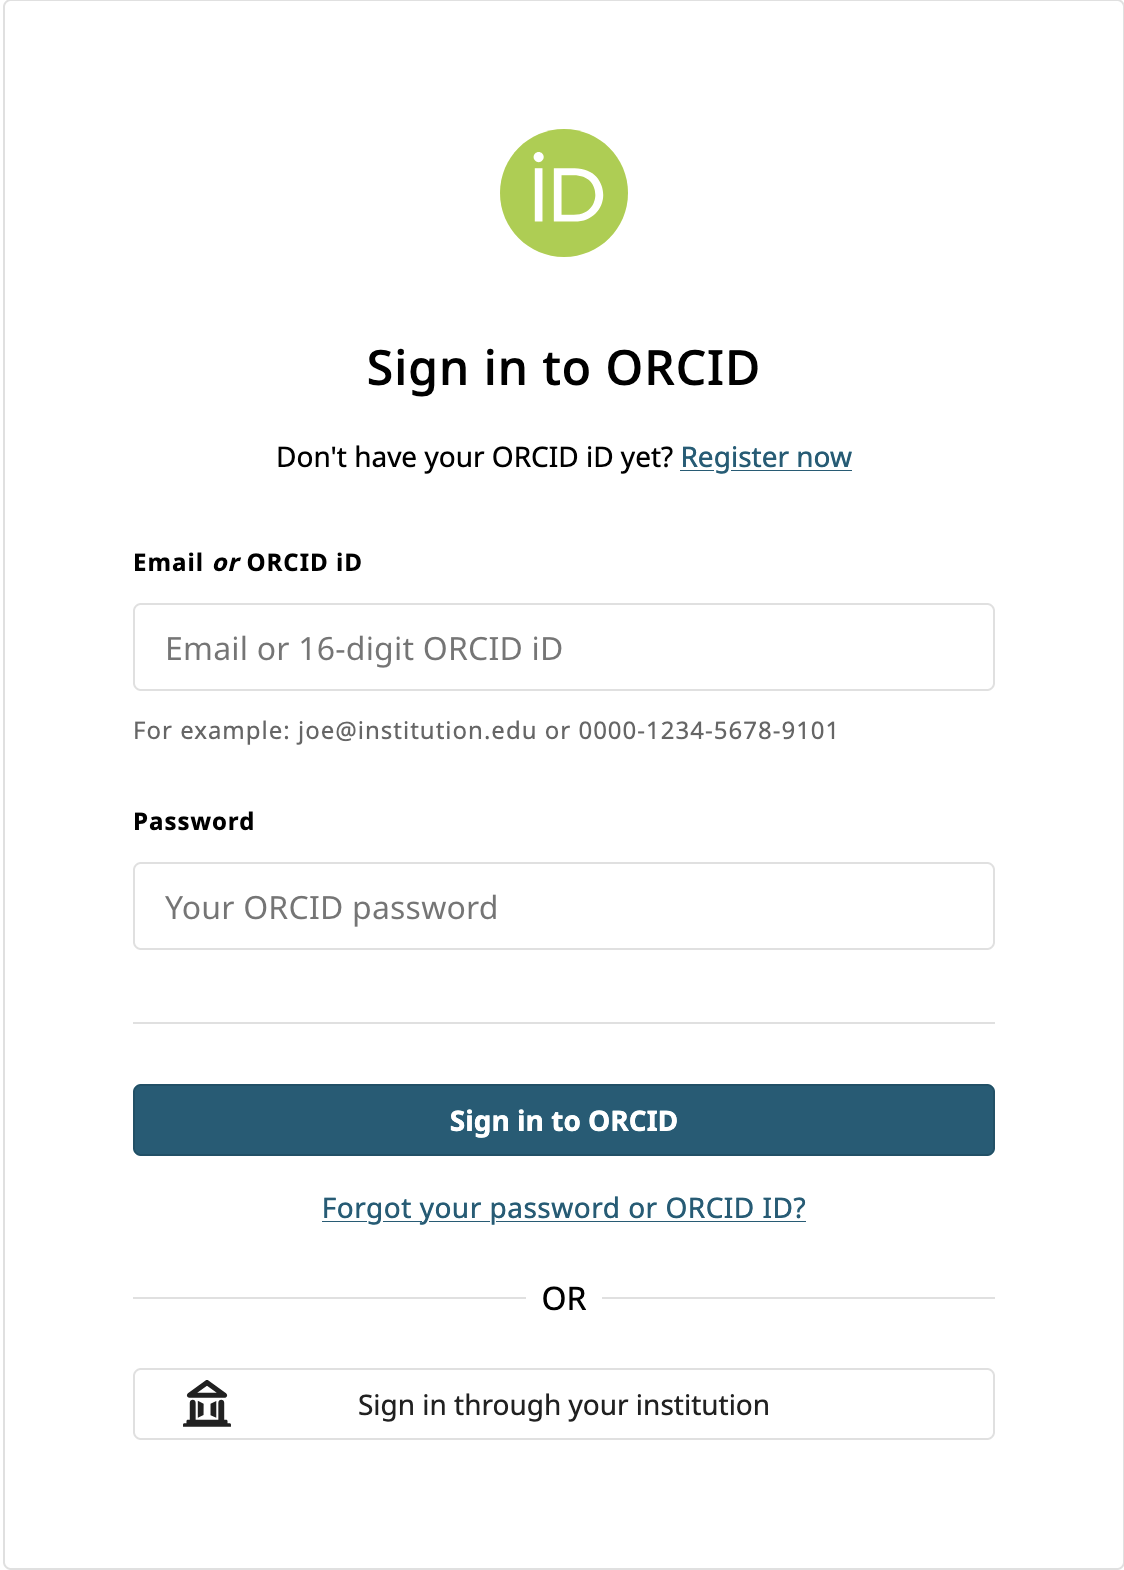 iD
Sign in to ORCID
Don't have your ORCID iD yet? Register now
Email or ORCID iD
Email or 16-digit ORCID iD
For example: joe@institution.edu or 0000-1234-5678-9101
Password
Your ORCID password
Sign in to ORCID
Forgot your password or ORCID ID?
OR
Sign in through your institution